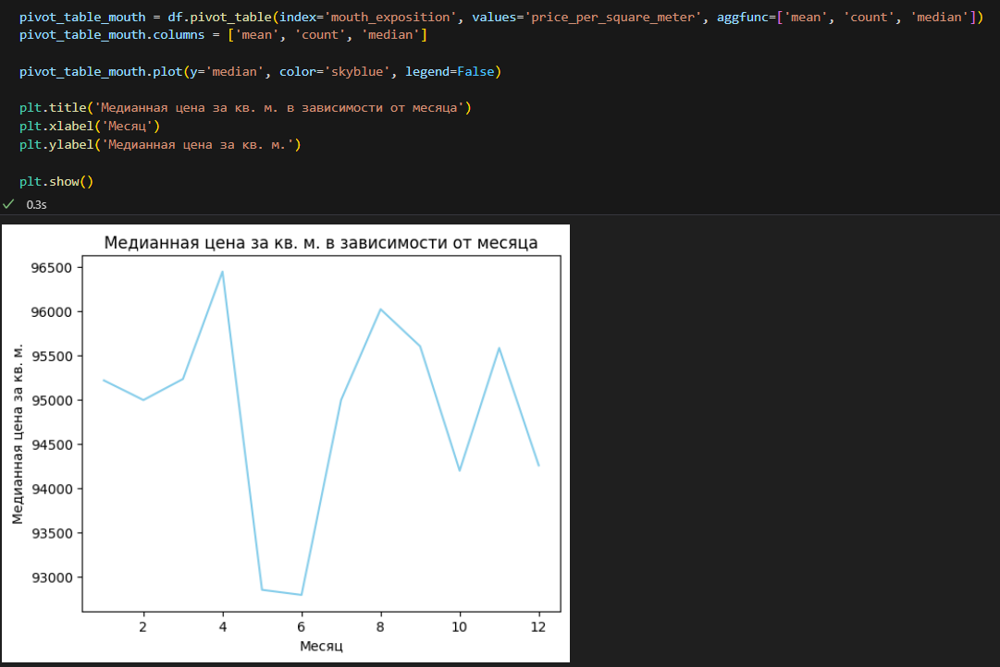 pivot_table_mouth = df.pivot_table(index='mouth_exposition', values='price_per_square_meter', aggfunc=['mean', 'count', 'median'])
pivot_table_mouth.columns = ['mean', 'count', 'median']
pivot_table_mouth.plot(y='median', color='skyblue', legend=False)
plt.title('Медианная цена за кв. м. в зависимости от месяца')
plt.xlabel('Месяц')
plt.ylabel('Медианная цена за кв. м.')
plt.show()
0.3s
Медианная цена за кв. м. в зависимости от месяца
Медианная цена за кв. м.
96500
96000
95500
95000
94500
94000
93500
93000
2 4 6 8 10 12
Месяц